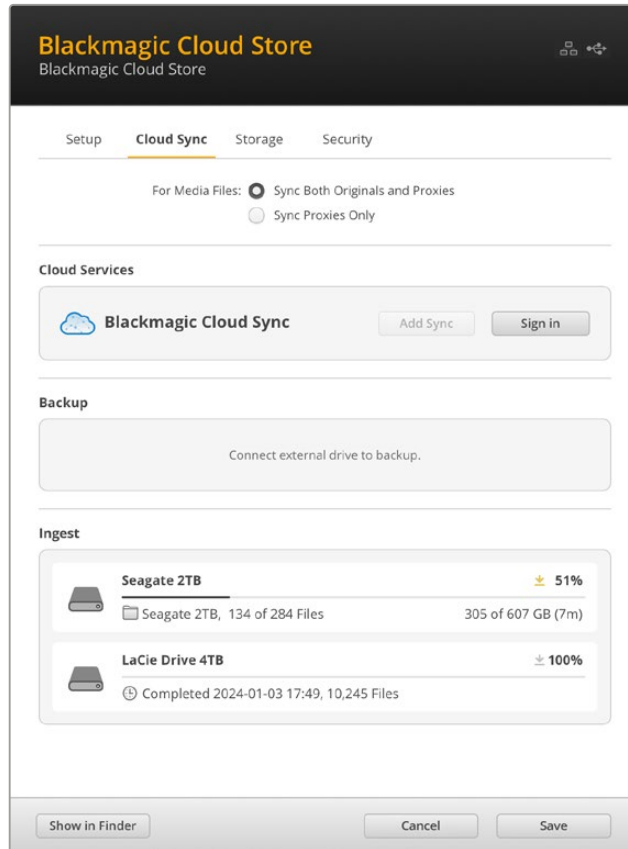 Blackmagic Cloud Store
Blackmagic Cloud Store
Setup Cloud Sync Storage Security
For Media Files: Sync Both Originals and Proxies
Sync Proxies Only
Cloud Services
Blackmagic Cloud Sync Add Sync Sign in
Backup
Connect external drive to backup.
Ingest
Seagate 2TB 51%
Seagate 2TB, 134 of 284 Files 305 of 607 GB (7m)
LaCie Drive 4TB 100%
Completed 2024-01-03 17:49, 10,245 Files
Show in Finder Cancel Save